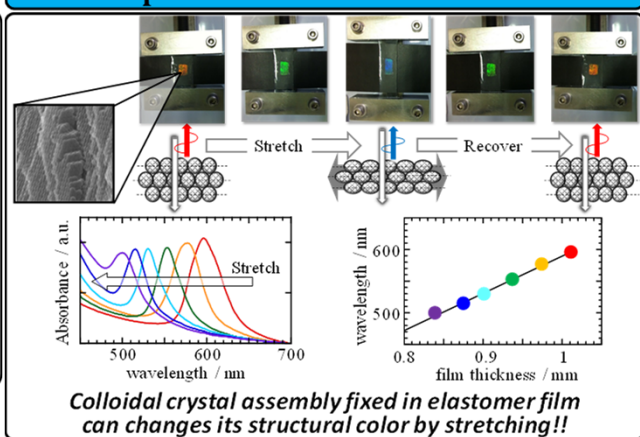 Stretch
Recover
Absorbance / a.u.
Stretch
500
600
700
wavelength / nm
wavelength / nm
600
500
0.8
0.9
1
film thickness / mm
Colloidal crystal assembly fixed in elastomer film
can changes its structural color by stretching!!